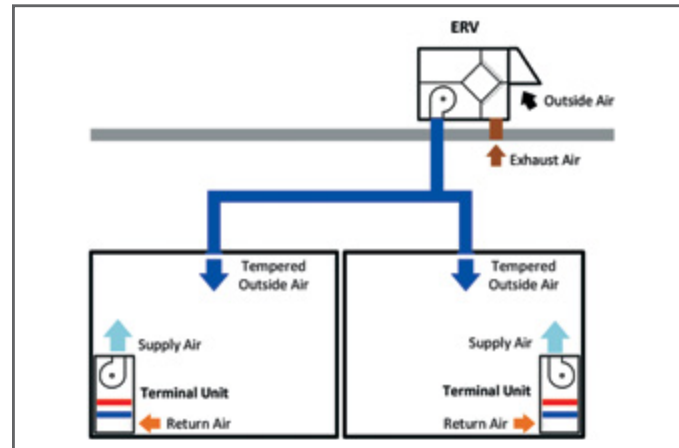 ERV
Outside Air
Exhaust Air
Tempered
Outside Air
Tempered
Outside Air
Supply Air
Supply Air
Terminal Unit
Terminal Unit
Return Air
Return Air